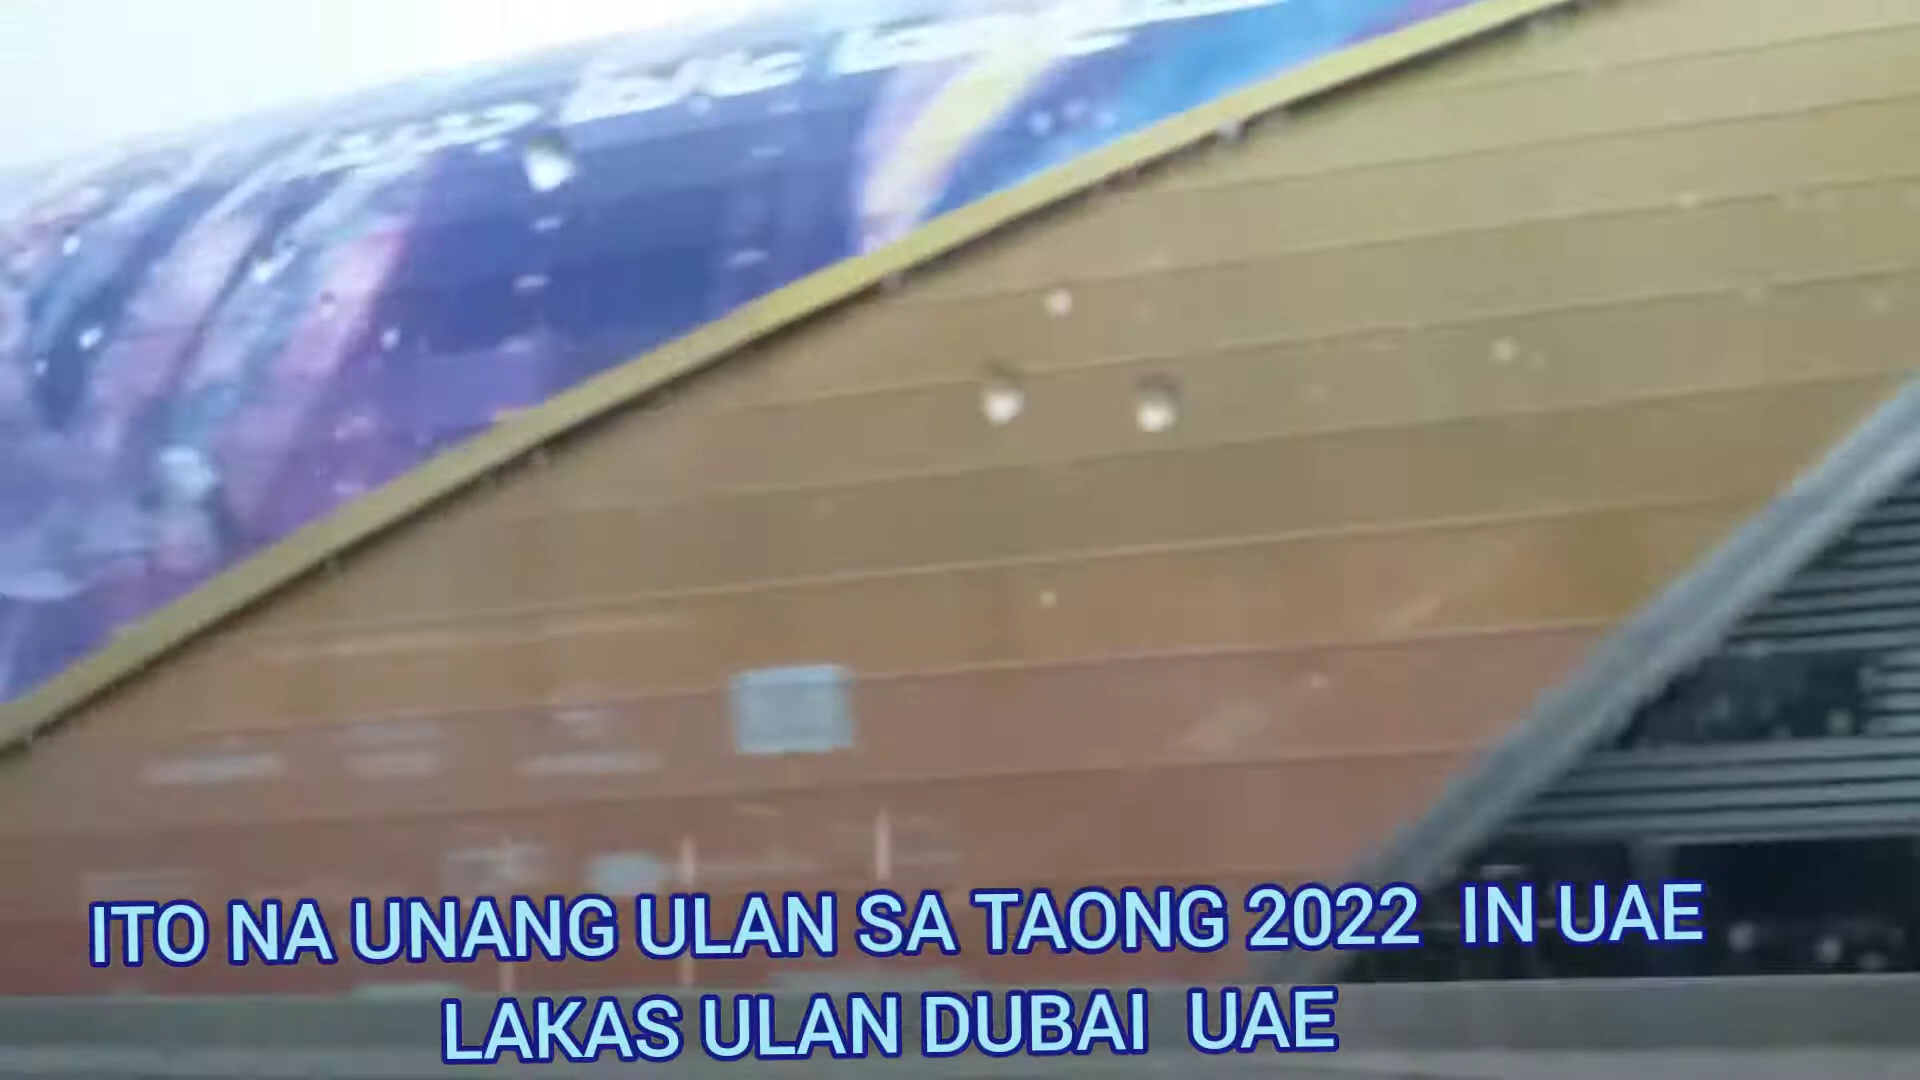 ITO NA UNANG ULAN SA TAONG 2022 IN UAE
LAKAS ULAN DUBAI UAE